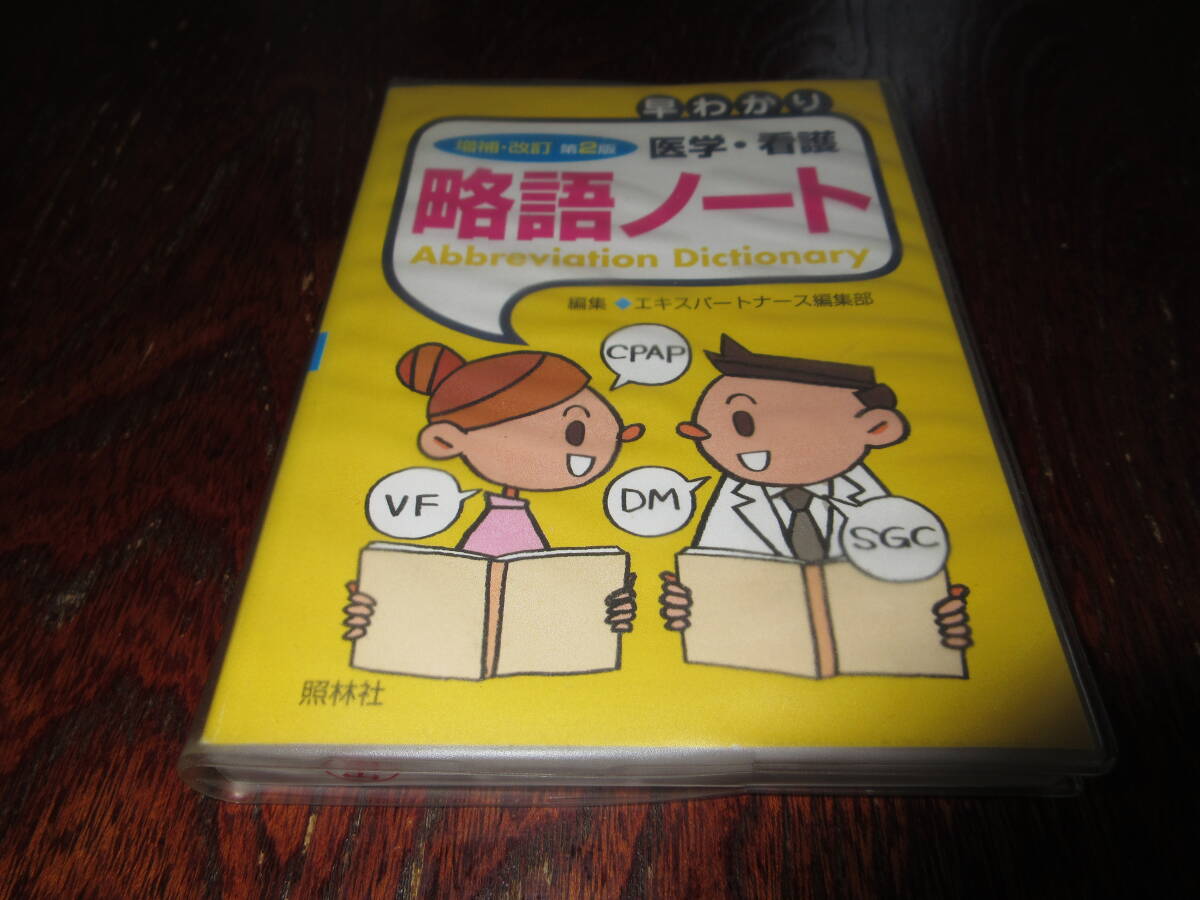 早わかり
増補・改訂 第2版
医学・看護
略語ノート
Abbreviation Dictionary
編集◆エキスパートナース編集部
CPAP
VF
DM
SGC
照林社